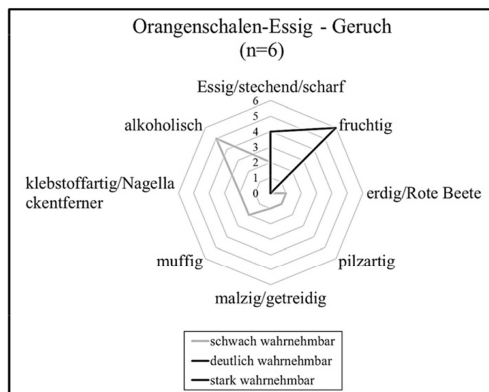 Orangenschalen-Essig - Geruch
(n=6)
Essig/stechend/scharf
6
5
4
3
2
1
0
alkoholisch
fruchtig
klebstoffartig/Nagella
ckentferner
erdig/Rote Beete
muffig
pilzartig
malzig/getreidig
schwach wahrnehmbar
deutlich wahrnehmbar
stark wahrnehmbar